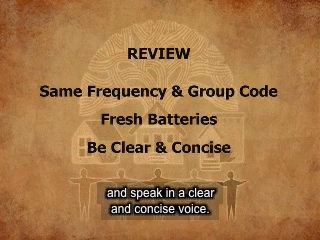 REVIEW
Same Frequency & Group Code
Fresh Batteries
Be Clear & Concise
and speak in a clear
and concise voice.